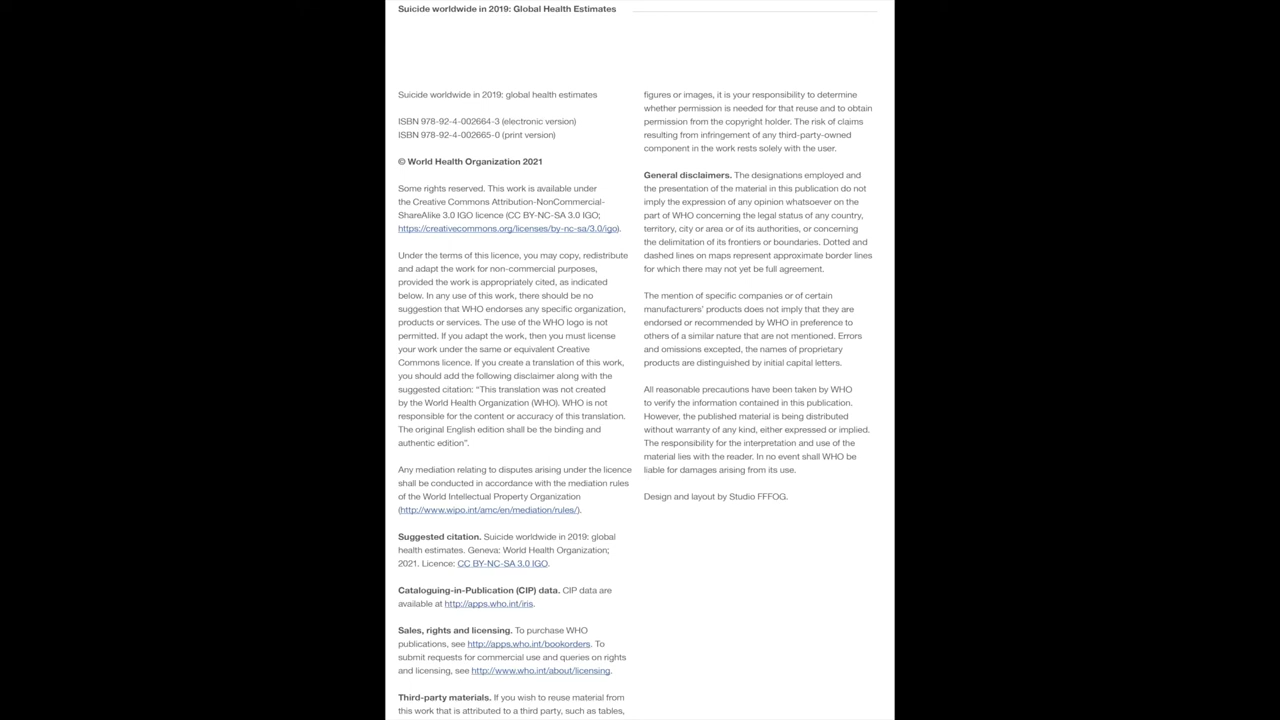 Suicide worldwide in 2019: Global Health Estimates
Suicide worldwide in 2019: global health estimates
ISBN 978-92-4-002664-3 (electronic version)
ISBN 978-92-4-002665-0 (print version)
© World Health Organization 2021
Some rights reserved. This work is available under
the Creative Commons Attribution-NonCommercial-
ShareAlike 3.0 IGO licence (CC BY-NC-SA 3.0 IGO;
https://creativecommons.org/licenses/by-nc-sa/3.0/igo).
Under the terms of this licence, you may copy, redistribute
and adapt the work for non-commercial purposes,
provided the work is appropriately cited, as indicated
below. In any use of this work, there should be no
suggestion that WHO endorses any specific organization,
products or services. The use of the WHO logo is not
permitted. If you adapt the work, then you must license
your work under the same or equivalent Creative
Commons licence. If you create a translation of this work,
you should add the following disclaimer along with the
suggested citation: “This translation was not created
by the World Health Organization (WHO). WHO is not
responsible for the content or accuracy of this translation.
The original English edition shall be the binding and
authentic edition”.
Any mediation relating to disputes arising under the licence
shall be conducted in accordance with the mediation rules
of the World Intellectual Property Organization
(http://www.wipo.int/amc/en/mediation/rules/).
Suggested citation. Suicide worldwide in 2019: global
health estimates. Geneva: World Health Organization;
2021. Licence: CC BY-NC-SA 3.0 IGO.
Cataloguing-in-Publication (CIP) data. CIP data are
available at http://apps.who.int/iris.
Sales, rights and licensing. To purchase WHO
publications, see http://apps.who.int/bookorders. To
submit requests for commercial use and queries on rights
and licensing, see http://www.who.int/about/licensing.
Third-party materials. If you wish to reuse material from
this work that is attributed to a third party, such as tables,
figures or images, it is your responsibility to determine
whether permission is needed for that reuse and to obtain
permission from the copyright holder. The risk of claims
resulting from infringement of any third-party-owned
component in the work rests solely with the user.
General disclaimers. The designations employed and
the presentation of the material in this publication do not
imply the expression of any opinion whatsoever on the
part of WHO concerning the legal status of any country,
territory, city or area or of its authorities, or concerning
the delimitation of its frontiers or boundaries. Dotted and
dashed lines on maps represent approximate border lines
for which there may not yet be full agreement.
The mention of specific companies or of certain
manufacturers’ products does not imply that they are
endorsed or recommended by WHO in preference to
others of a similar nature that are not mentioned. Errors
and omissions excepted, the names of proprietary
products are distinguished by initial capital letters.
All reasonable precautions have been taken by WHO
to verify the information contained in this publication.
However, the published material is being distributed
without warranty of any kind, either expressed or implied.
The responsibility for the interpretation and use of the
material lies with the reader. In no event shall WHO be
liable for damages arising from its use.
Design and layout by Studio FFFOG.